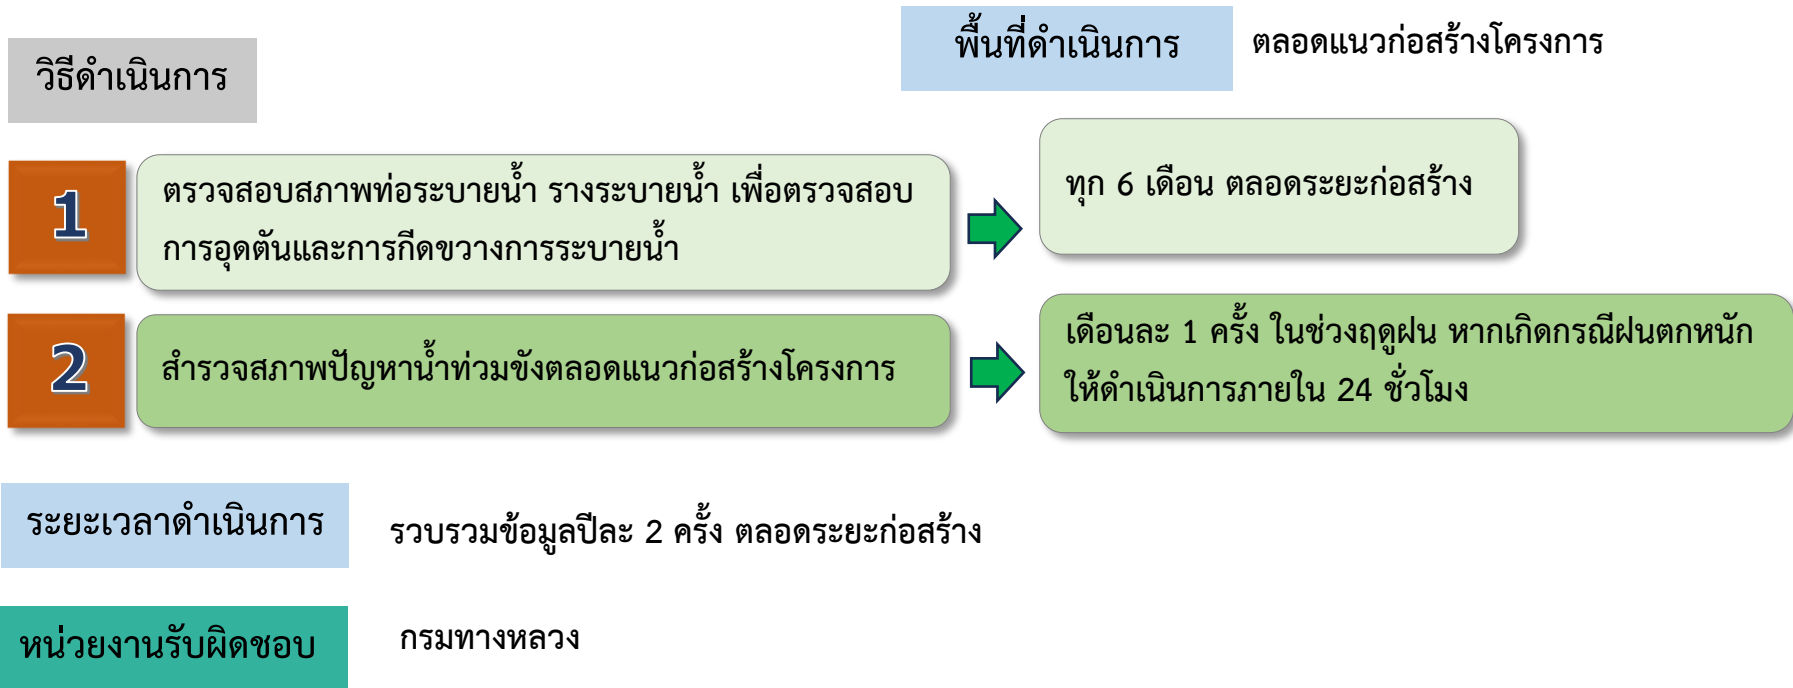 พื้นที่ดำเนินการ
ตลอดแนวก่อสร้างโครงการ
วิธีดำเนินการ
1
ตรวจสอบสภาพท่อระบายน้ำ รางระบายน้ำ เพื่อตรวจสอบ
การอุดตันและการกีดขวางการระบายน้ำ
ทุก 6 เดือน ตลอดระยะก่อสร้าง
2
สำรวจสภาพปัญหาน้ำท่วมขังตลอดแนวก่อสร้างโครงการ
เดือนละ 1 ครั้ง ในช่วงฤดูฝน หากเกิดกรณีฝนตกหนัก
ให้ดำเนินการภายใน 24 ชั่วโมง
ระยะเวลาดำเนินการ
รวบรวมข้อมูลปีละ 2 ครั้ง ตลอดระยะก่อสร้าง
หน่วยงานรับผิดชอบ
กรมทางหลวง